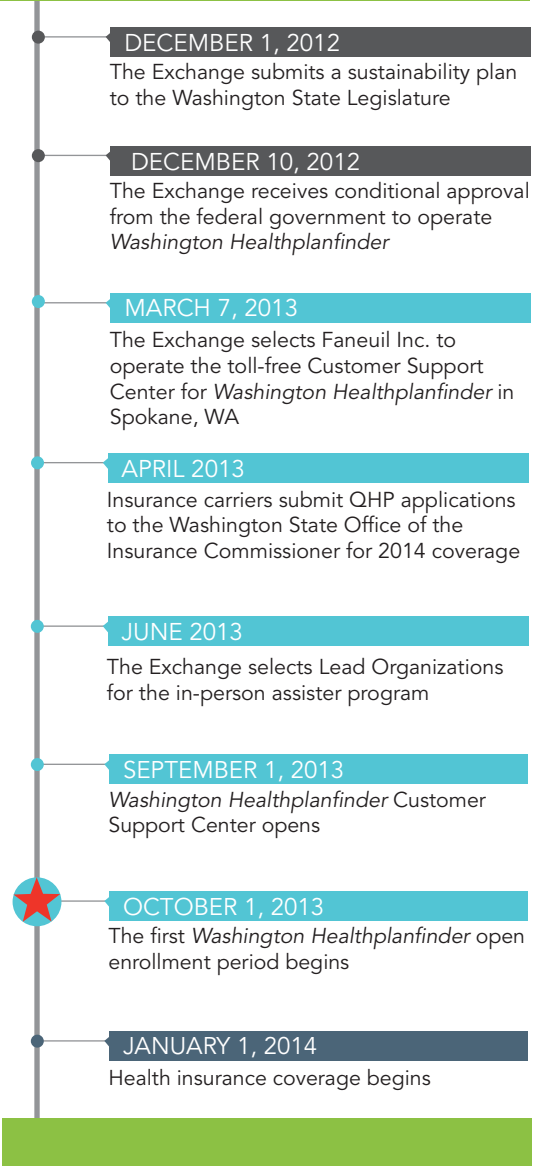 DECEMBER 1, 2012
The Exchange submits a sustainability plan
to the Washington State Legislature
DECEMBER 10, 2012
The Exchange receives conditional approval
from the federal government to operate
Washington Healthplanfinder
MARCH 7, 2013
The Exchange selects Faneuil Inc. to
operate the toll-free Customer Support
Center for Washington Healthplanfinder in
Spokane, WA
APRIL 2013
Insurance carriers submit QHP applications
to the Washington State Office of the
Insurance Commissioner for 2014 coverage
JUNE 2013
The Exchange selects Lead Organizations
for the in-person assister program
SEPTEMBER 1, 2013
Washington Healthplanfinder Customer
Support Center opens
OCTOBER 1, 2013
The first Washington Healthplanfinder open
enrollment period begins
JANUARY 1, 2014
Health insurance coverage begins